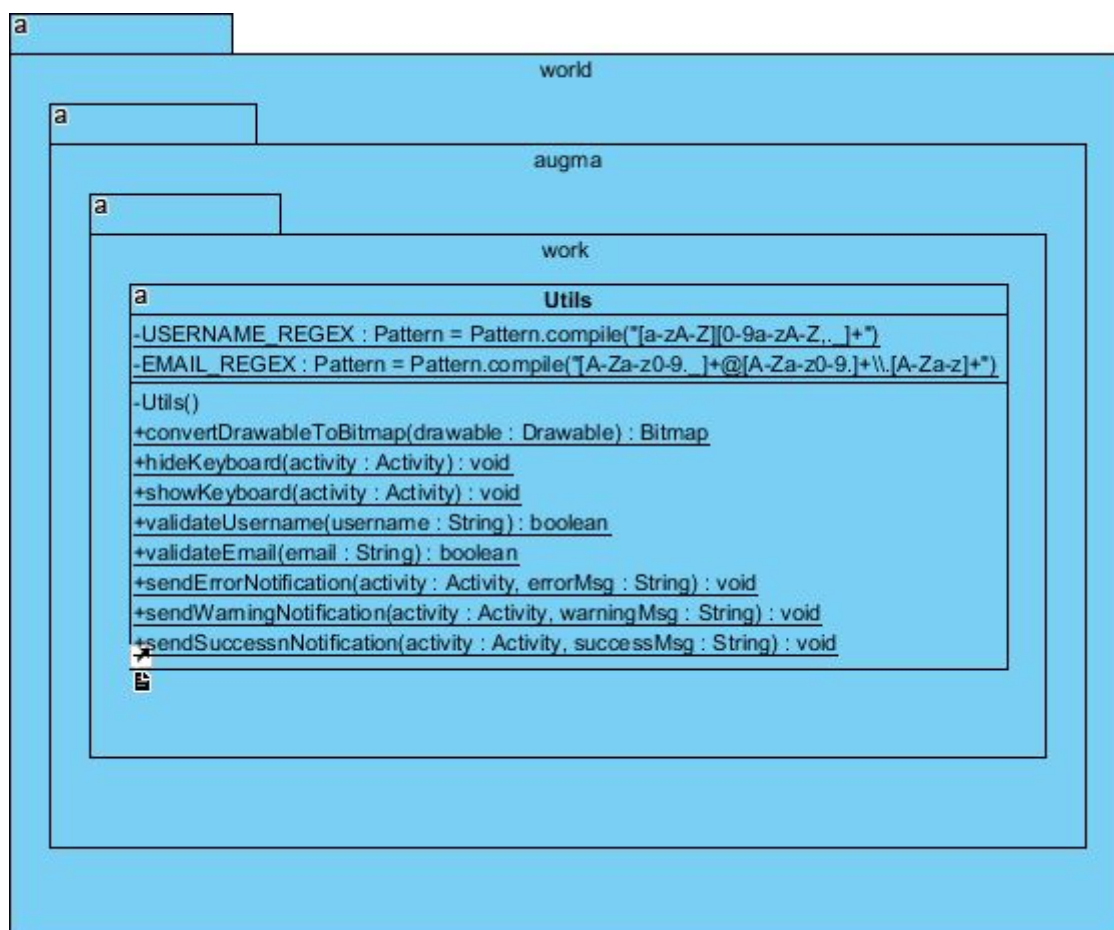 a
world
a
augma
a
work
a
Utils
-USERNAME_REGEX : Pattern = Pattern.compile("[a-zA-Z][0-9a-zA-Z,._]+")
-EMAIL_REGEX : Pattern = Pattern.compile("[A-Za-z0-9._]+@[A-Za-z0-9.]+\\.[A-Za-z]+")
-Utils()
+convertDrawableToBitmap(drawable : Drawable) : Bitmap
+hideKeyboard(activity : Activity) : void
+showKeyboard(activity : Activity) : void
+validateUsername(username : String) : boolean
+validateEmail(email : String) : boolean
+sendErrorNotification(activity : Activity, errorMsg : String) : void
+sendWarningNotification(activity : Activity, warningMsg : String) : void
+sendSuccessnNotification(activity : Activity, successMsg : String) : void